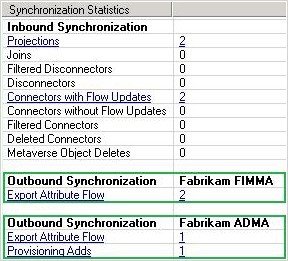 Synchronization Statistics
Inbound Synchronization
Projections 2
Joins 0
Filtered Disconnectors 0
Disconnectors 0
Connectors with Flow Updates 2
Connectors without Flow Updates 0
Filtered Connectors 0
Deleted Connectors 0
Metaverse Object Deletes 0
Outbound Synchronization Fabrikam FIMMA
Export Attribute Flow 2
Outbound Synchronization Fabrikam ADMA
Export Attribute Flow 1
Provisioning Adds 1